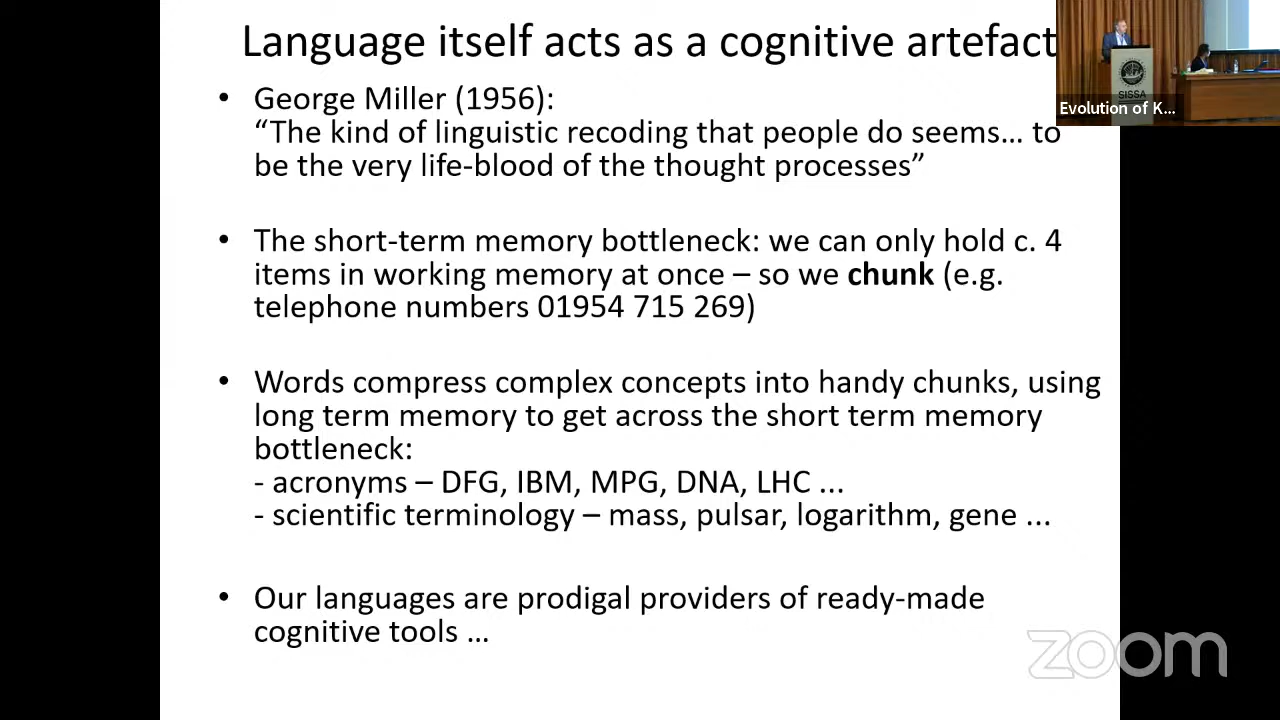 Language itself acts as a cognitive artefact
• George Miller (1956):
“The kind of linguistic recoding that people do seems… to
be the very life-blood of the thought processes”
• The short-term memory bottleneck: we can only hold c. 4
items in working memory at once – so we chunk (e.g.
telephone numbers 01954 715 269)
• Words compress complex concepts into handy chunks, using
long term memory to get across the short term memory
bottleneck:
- acronyms – DFG, IBM, MPG, DNA, LHC ...
- scientific terminology – mass, pulsar, logarithm, gene ...
• Our languages are prodigal providers of ready-made
cognitive tools …
SISSA
Evolution of K...
zoom